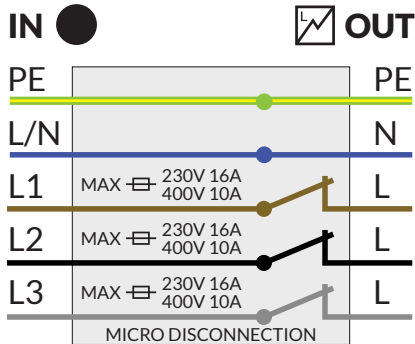 IN L OUT
PE PE
L/N N
L1 MAX 230V 16A 400V 10A L
L2 MAX 230V 16A 400V 10A L
L3 MAX 230V 16A 400V 10A L
MICRO DISCONNECTION